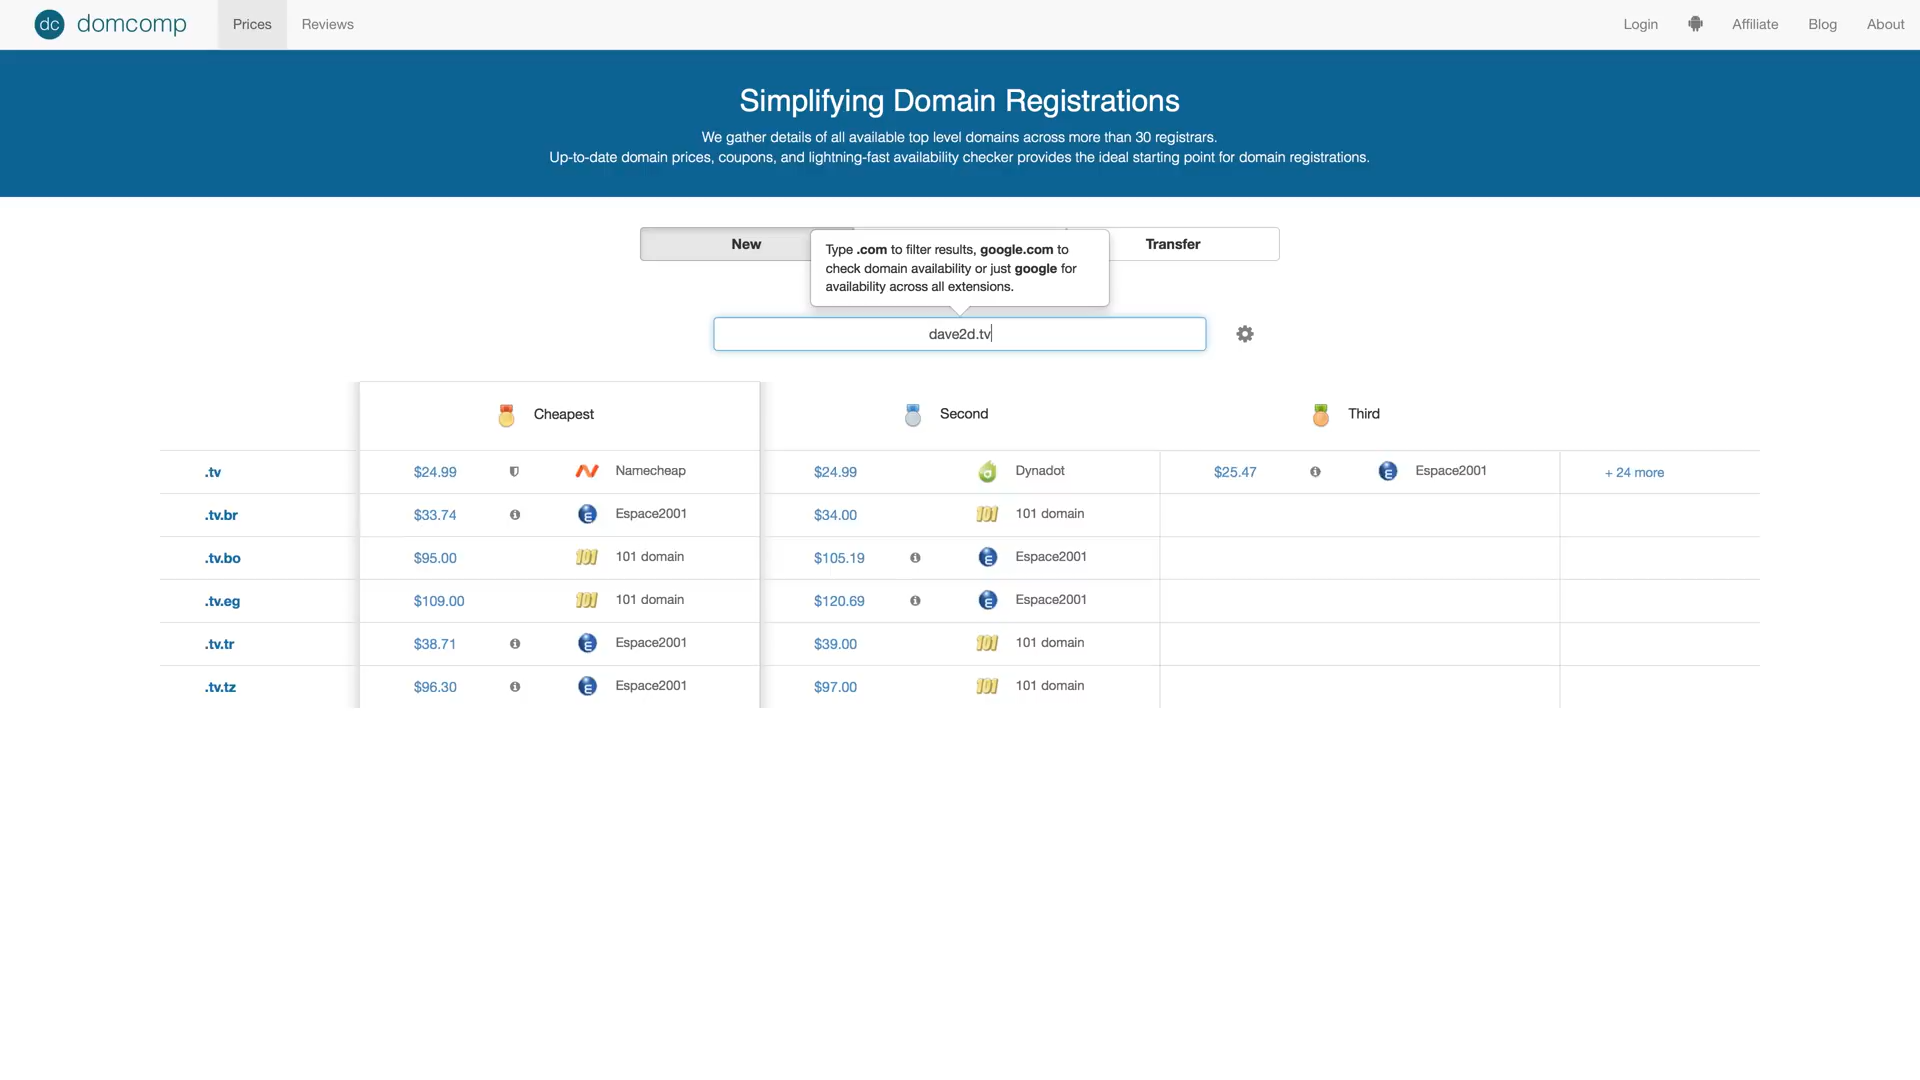 dc domcomp Prices Reviews Login Affiliate Blog About
Simplifying Domain Registrations
We gather details of all available top level domains across more than 30 registrars.
Up-to-date domain prices, coupons, and lightning-fast availability checker provides the ideal starting point for domain registrations.
New Transfer
Type .com to filter results, google.com to
check domain availability or just google for
availability across all extensions.
dave2d.tv
Cheapest Second Third
.tv $24.99 Namecheap $24.99 Dynadot $25.47 Espace2001 + 24 more
.tv.br $33.74 Espace2001 $34.00 101 101 domain
.tv.bo $95.00 101 101 domain $105.19 Espace2001
.tv.eg $109.00 101 101 domain $120.69 Espace2001
.tv.tr $38.71 Espace2001 $39.00 101 101 domain
.tv.tz $96.30 Espace2001 $97.00 101 101 domain